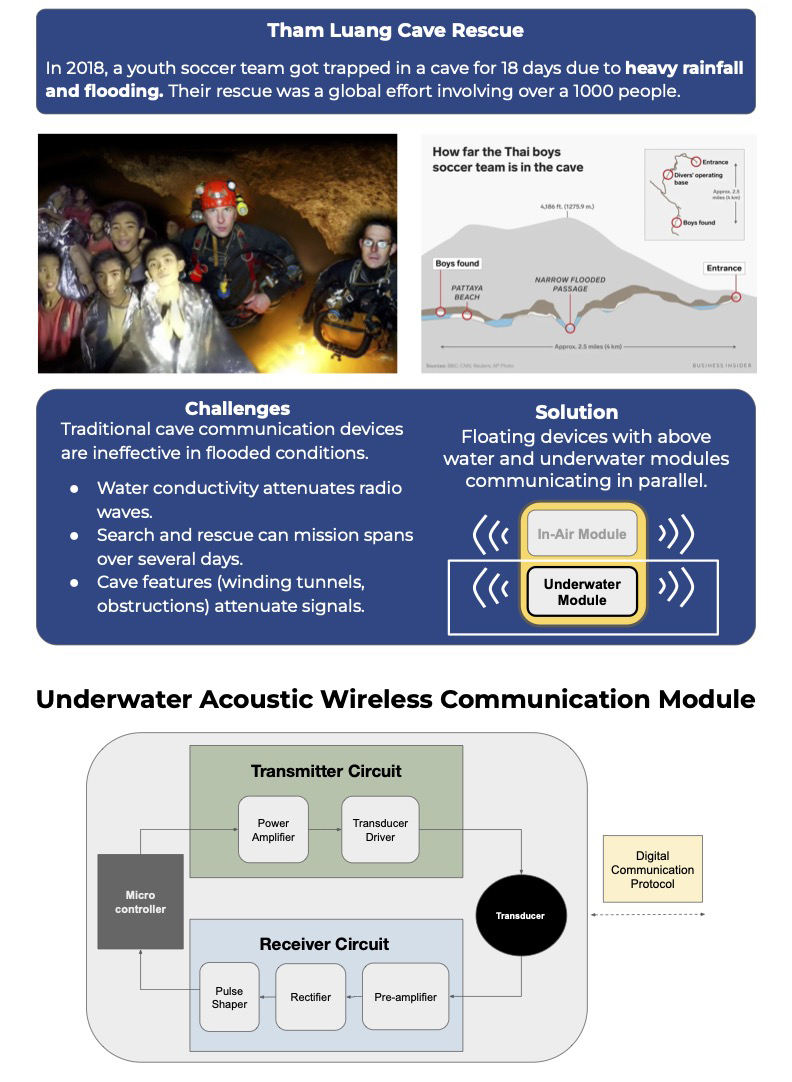 Tham Luang Cave Rescue
In 2018, a youth soccer team got trapped in a cave for 18 days due to heavy rainfall
and flooding. Their rescue was a global effort involving over a 1000 people.
How far the Thai boys
soccer team is in the cave
Entrance
Divers' operating
base
Approx. 2.5
miles (4 km)
Boys found
4,186 ft. (1275.9 m.)
Boys found
Entrance
PATTAYA
BEACH
NARROW FLOODED
PASSAGE
Approx. 2.5 miles (4 km)
Sources: BBC; CNN; Reuters; AP Photo
BUSINESS INSIDER
Challenges
Traditional cave communication devices
are ineffective in flooded conditions.
● Water conductivity attenuates radio
waves.
● Search and rescue can mission spans
over several days.
● Cave features (winding tunnels,
obstructions) attenuate signals.
Solution
Floating devices with above
water and underwater modules
communicating in parallel.
In-Air Module
Underwater
Module
Underwater Acoustic Wireless Communication Module
Transmitter Circuit
Power
Amplifier
Transducer
Driver
Micro
controller
Transducer
Digital
Communication
Protocol
Receiver Circuit
Pulse
Shaper
Rectifier
Pre-amplifier